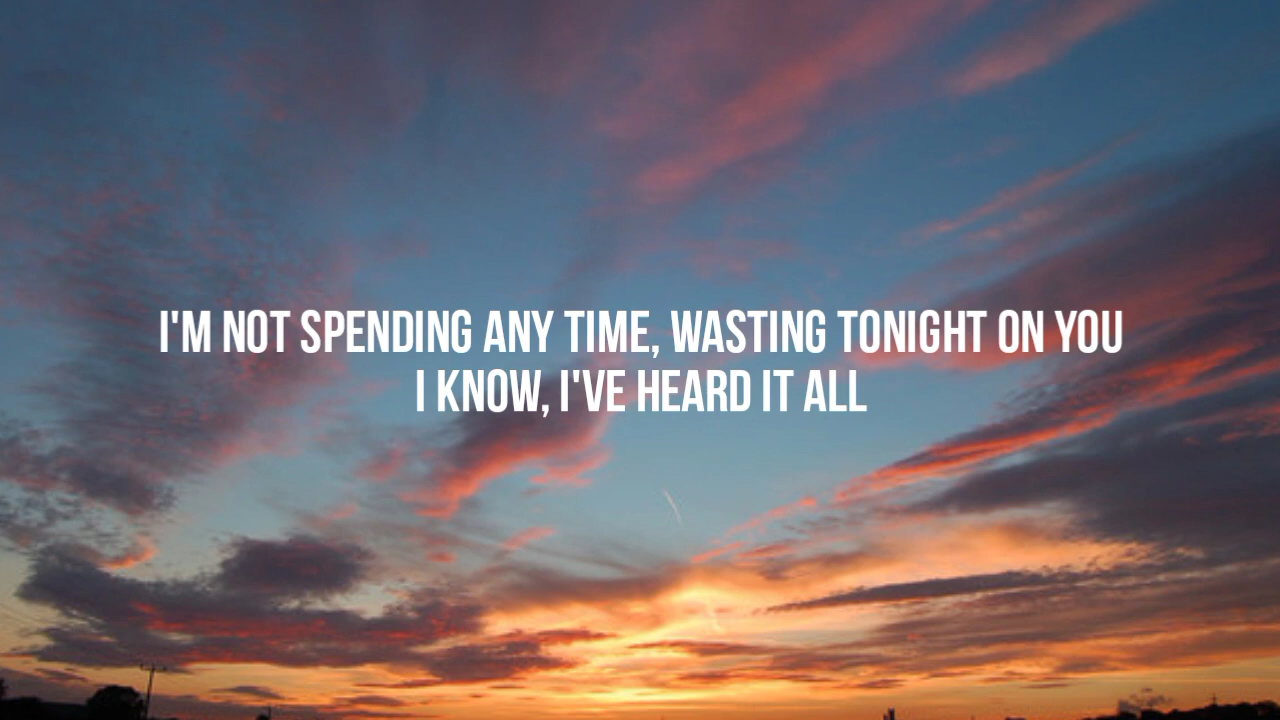 I'M NOT SPENDING ANY TIME, WASTING TONIGHT ON YOU
I KNOW, I'VE HEARD IT ALL